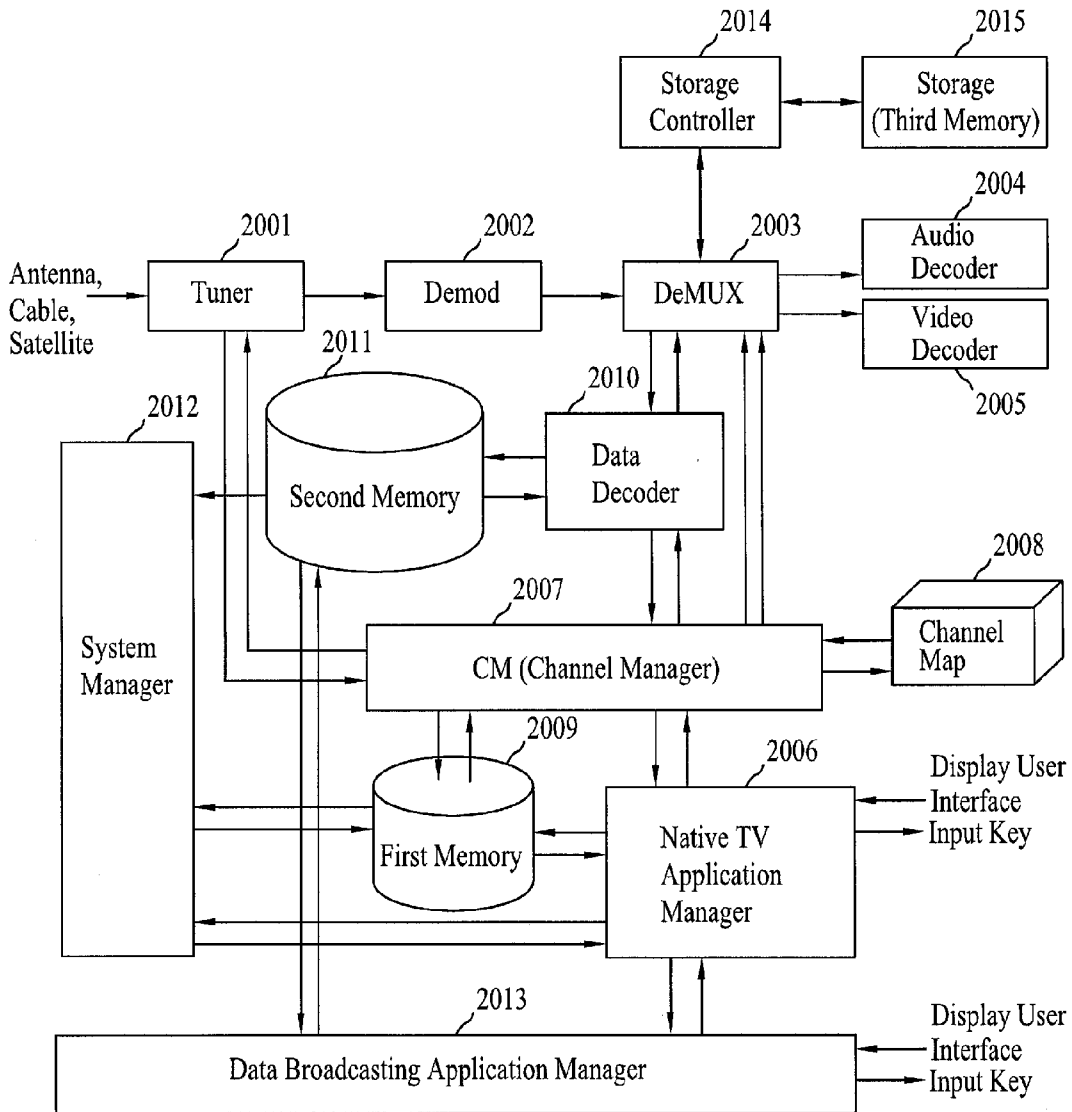 2014
2015
Storage
Controller
Storage
(Third Memory)
2001
2002
2003
2004
Antenna,
Cable,
Satellite
Tuner
Demod
DeMUX
Audio
Decoder
Video
Decoder
2005
2011
2010
2012
Second Memory
Data
Decoder
2007
2008
System
Manager
CM (Channel Manager)
Channel
Map
2009
2006
First Memory
Native TV
Application
Manager
Display User
Interface
Input Key
2013
Data Broadcasting Application Manager
Display User
Interface
Input Key